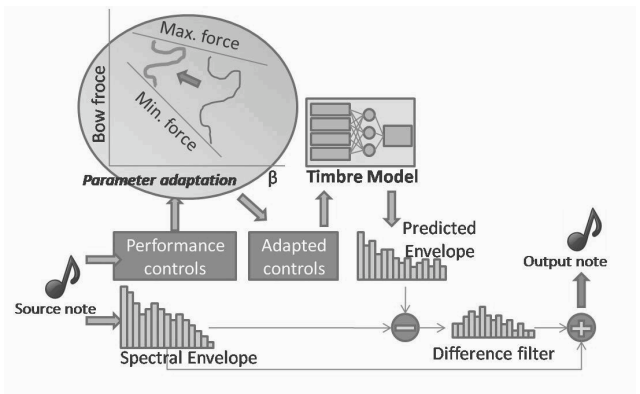 Max. force
Bow froce
Min. force
Parameter adaptation
β
Timbre Model
Performance
controls
Adapted
controls
Predicted
Envelope
Source note
Output note
Spectral Envelope
Difference filter